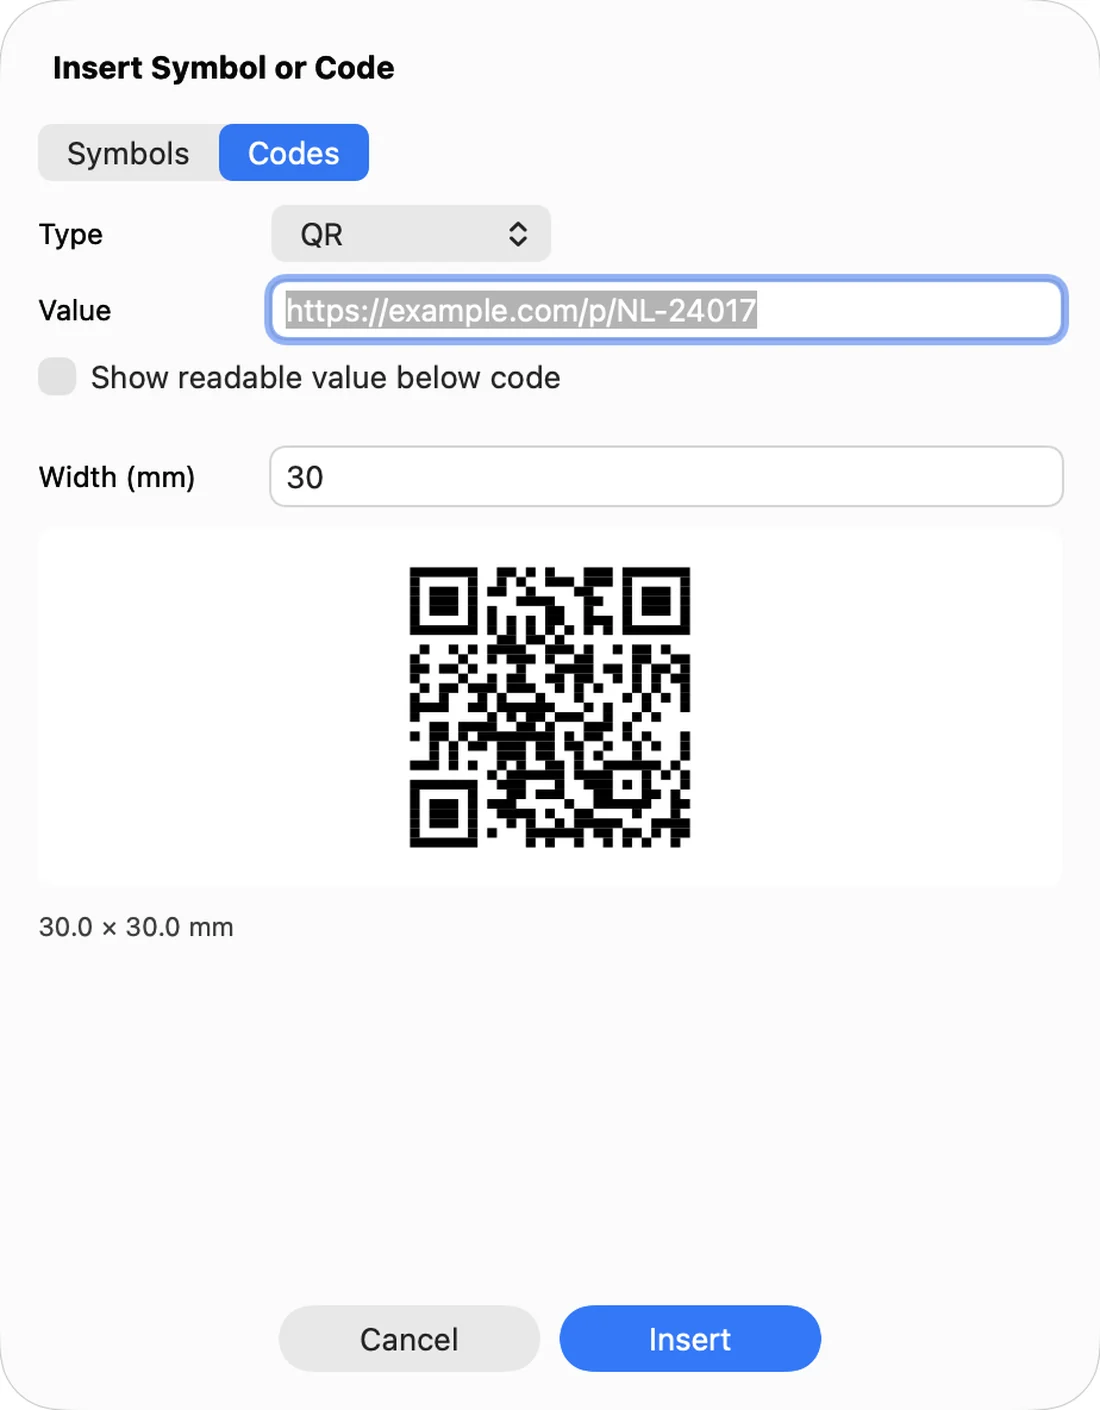 Insert Symbol or Code
Symbols Codes
Type QR
Value https://example.com/p/NL-24017
Show readable value below code
Width (mm) 30
30.0 × 30.0 mm
Cancel Insert